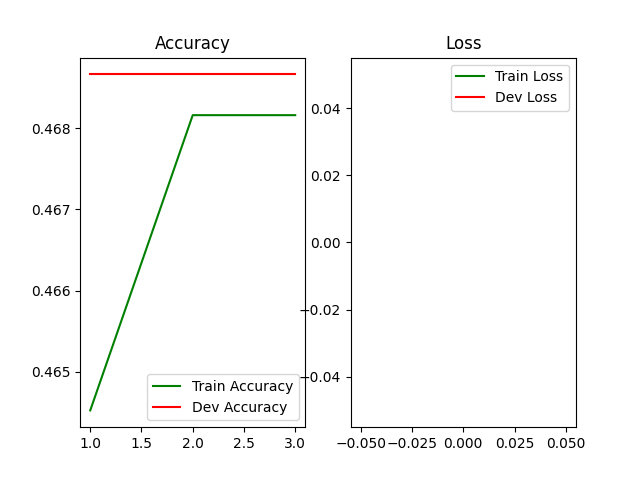 Accuracy
0.468
0.467
0.466
0.465
Train Accuracy
Dev Accuracy
1.0 1.5 2.0 2.5 3.0
Loss
Train Loss
Dev Loss
0.04
0.02
0.00
−0.02
−0.04
−0.050 −0.025 0.000 0.025 0.050